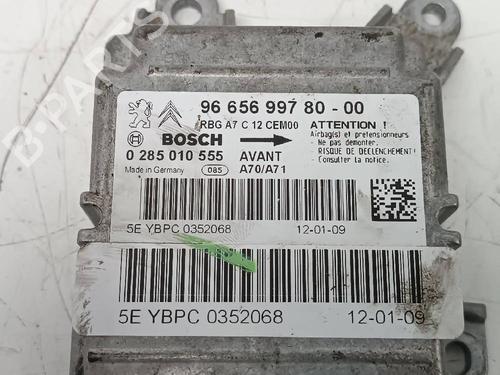 96 656 997 80 - 00
RBG A7 C 12 CEM00
ATTENTION !
BOSCH
Airbag(s) et pretensionneurs
- Ne pas demonter.
0 285 010 555
AVANT
- RISQUE DE DECLENCHEMENT!
- Consulter la notice.
Made in Germany
085
A70/A71
5E YBPC 0352068
12-01-09
5E YBPC 0352068
12-01-09
B-PARTS